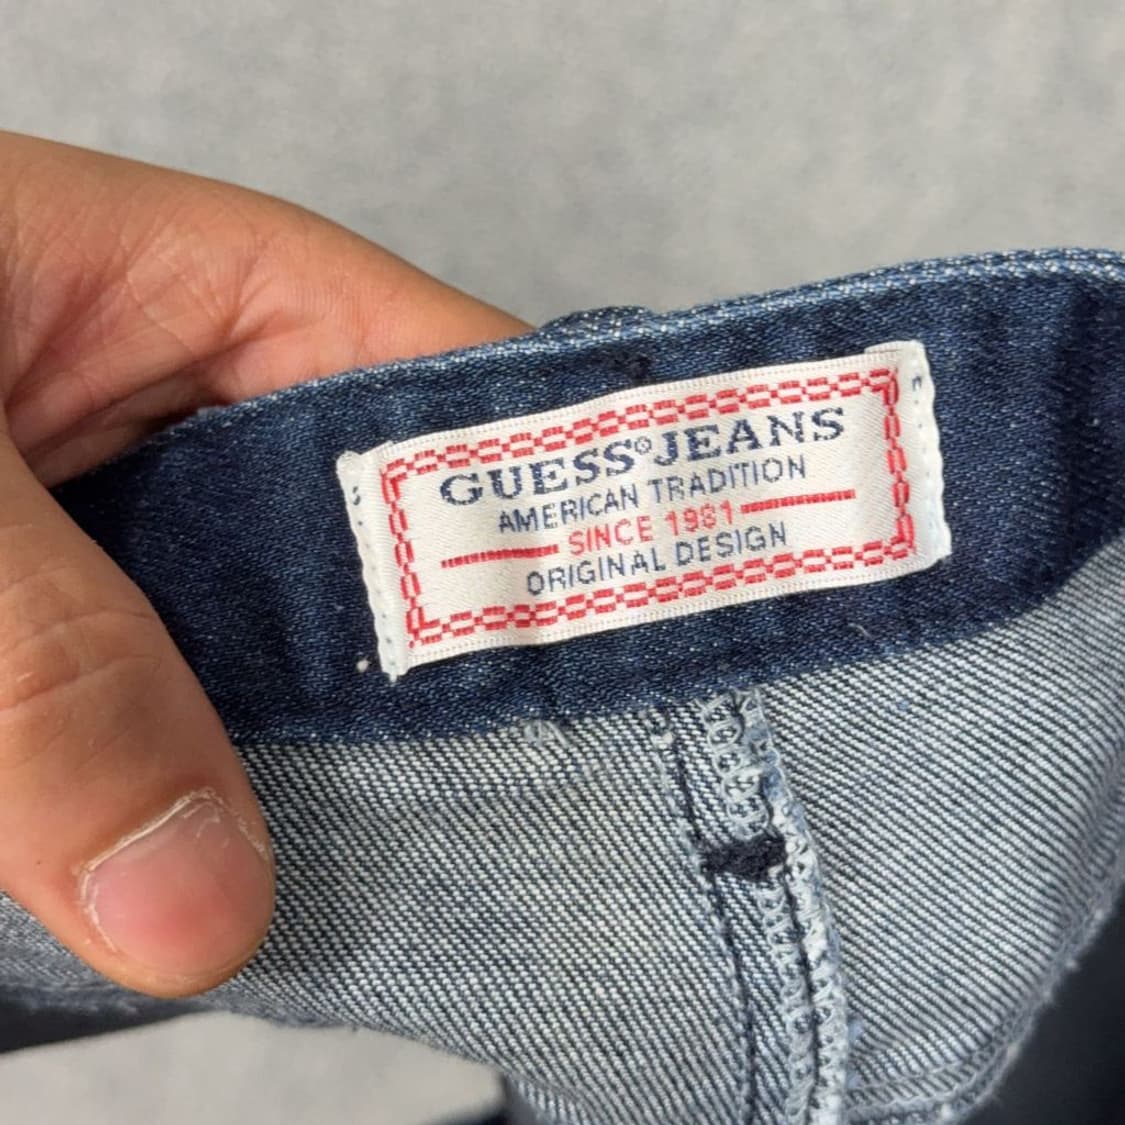 GUESS® JEANS
AMERICAN TRADITION
SINCE 1981
ORIGINAL DESIGN